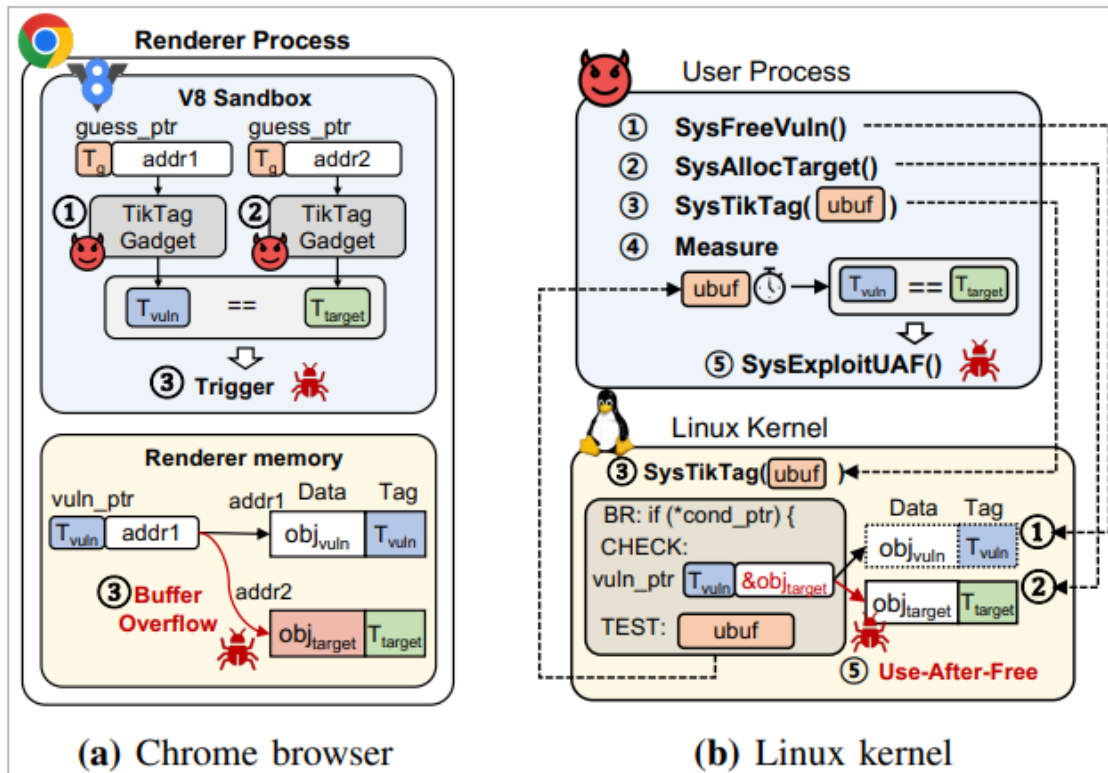 Renderer Process
8
V8 Sandbox
guess_ptr guess_ptr
Tg addr1 Tg addr2
① TikTag Gadget ② TikTag Gadget
Tvuln == Ttarget
③ Trigger
Renderer memory
vuln_ptr addr1 Data Tag
Tvuln addr1 objvuln Tvuln
③ Buffer Overflow addr2
objtarget Ttarget
(a) Chrome browser
User Process
① SysFreeVuln()
② SysAllocTarget()
③ SysTikTag( ubuf )
④ Measure
ubuf Tvuln == Ttarget
⑤ SysExploitUAF()
Linux Kernel
③ SysTikTag( ubuf )
BR: if (*cond_ptr) {
CHECK:
vuln_ptr Tvuln &objtarget
TEST: ubuf
Data Tag
objvuln Tvuln ①
objtarget Ttarget ②
⑤ Use-After-Free
(b) Linux kernel